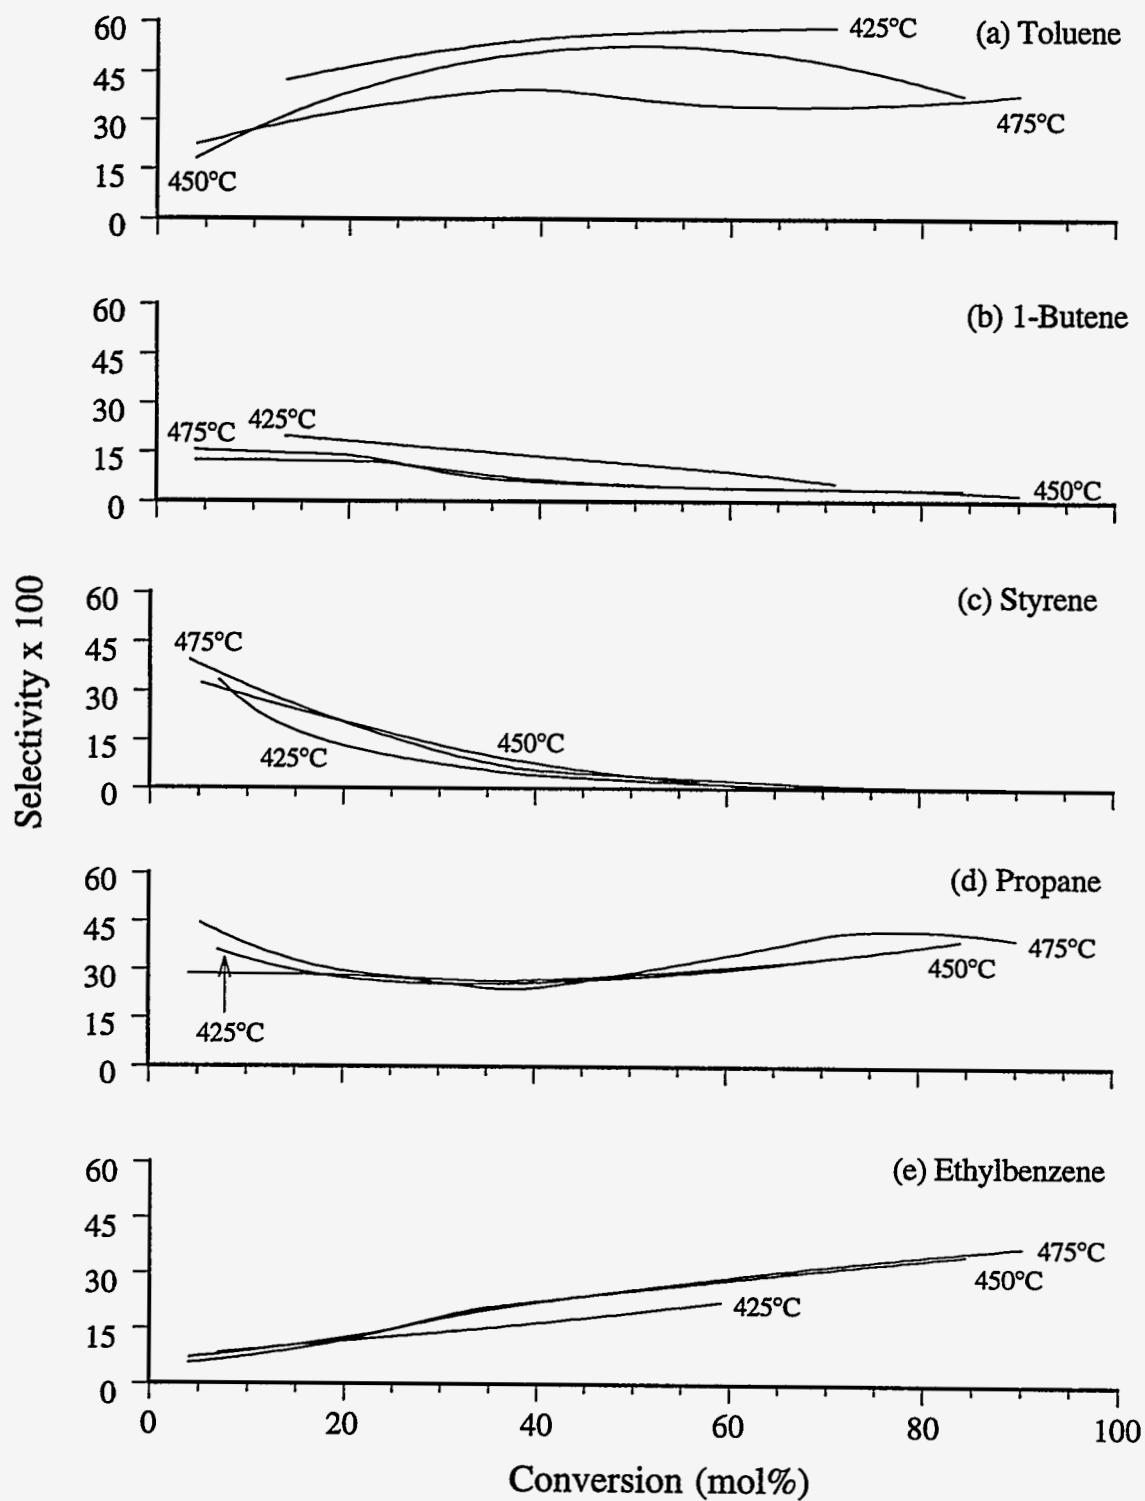 60
425°C
(a) Toluene
45
30
475°C
15
450°C
0
60
(b) 1-Butene
45
30
475°C
425°C
15
450°C
0
Selectivity x 100
60
(c) Styrene
475°C
45
30
15
450°C
425°C
0
60
(d) Propane
45
475°C
30
450°C
15
425°C
0
60
(e) Ethylbenzene
45
475°C
30
450°C
425°C
15
0
0 20 40 60 80 100
Conversion (mol%)